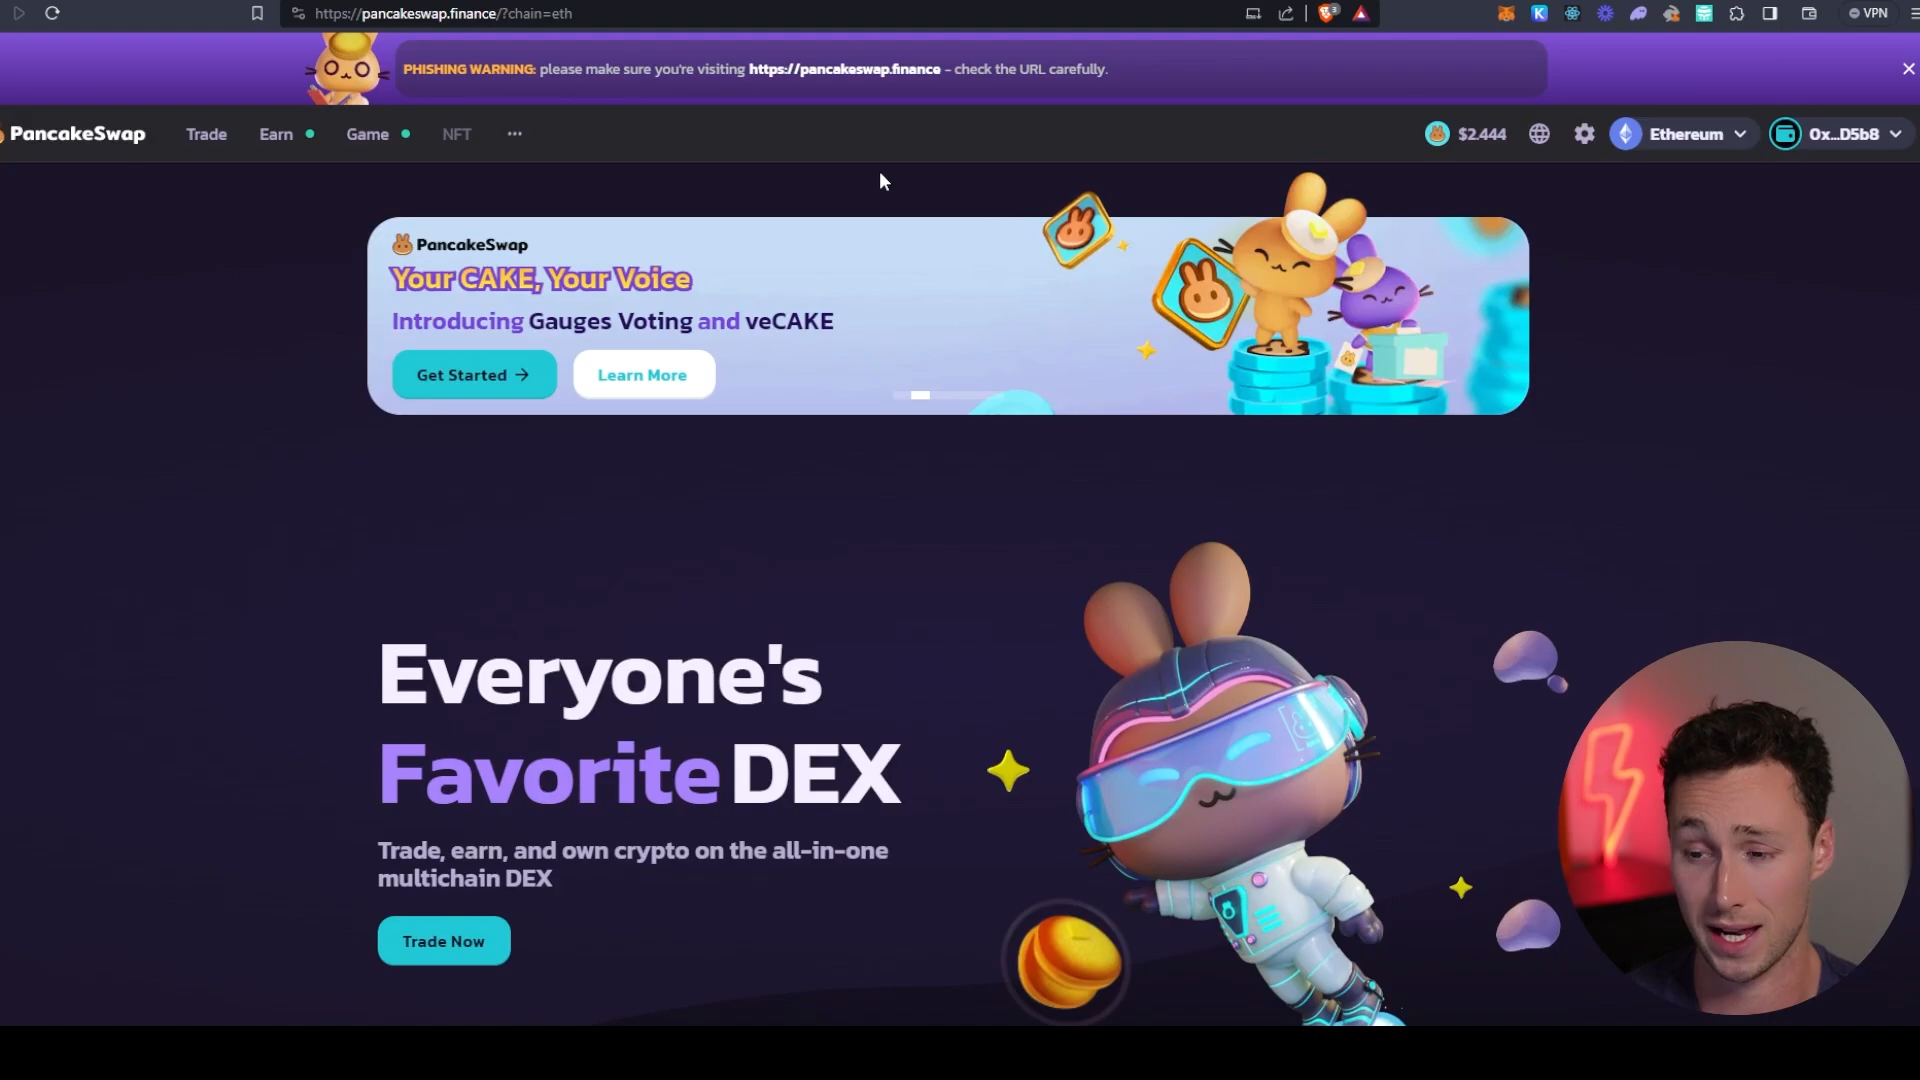 https://pancakeswap.finance/?chain=eth
3
VPN
PHISHING WARNING: please make sure you're visiting https://pancakeswap.finance - check the URL carefully.
PancakeSwap
Trade
Earn
Game
NFT
$2.444
Ethereum
0x...D5b8
PancakeSwap
Your CAKE, Your Voice
Introducing Gauges Voting and veCAKE
Get Started
Learn More
Everyone's
Favorite DEX
Trade, earn, and own crypto on the all-in-one
multichain DEX
Trade Now